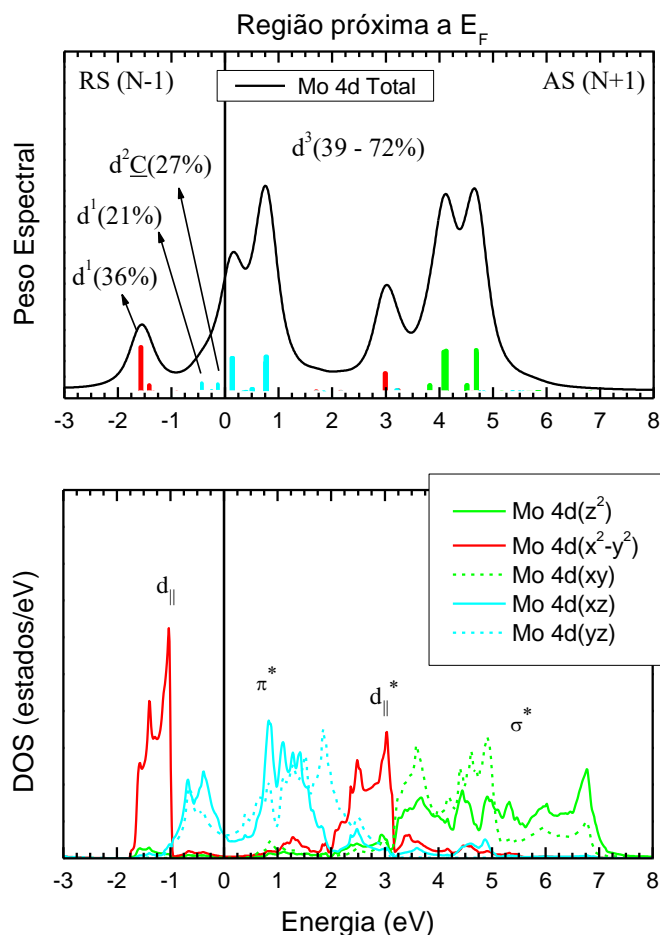 Região próxima a E_F
RS (N-1)
Mo 4d Total
AS (N+1)
d²C̲(27%)
d³(39 - 72%)
d¹(21%)
d¹(36%)
Peso Espectral
-3 -2 -1 0 1 2 3 4 5 6 7 8
Mo 4d(z²)
Mo 4d(x²-y²)
Mo 4d(xy)
Mo 4d(xz)
Mo 4d(yz)
d_||
π*
d_||*
σ*
DOS (estados/eV)
-3 -2 -1 0 1 2 3 4 5 6 7 8
Energia (eV)